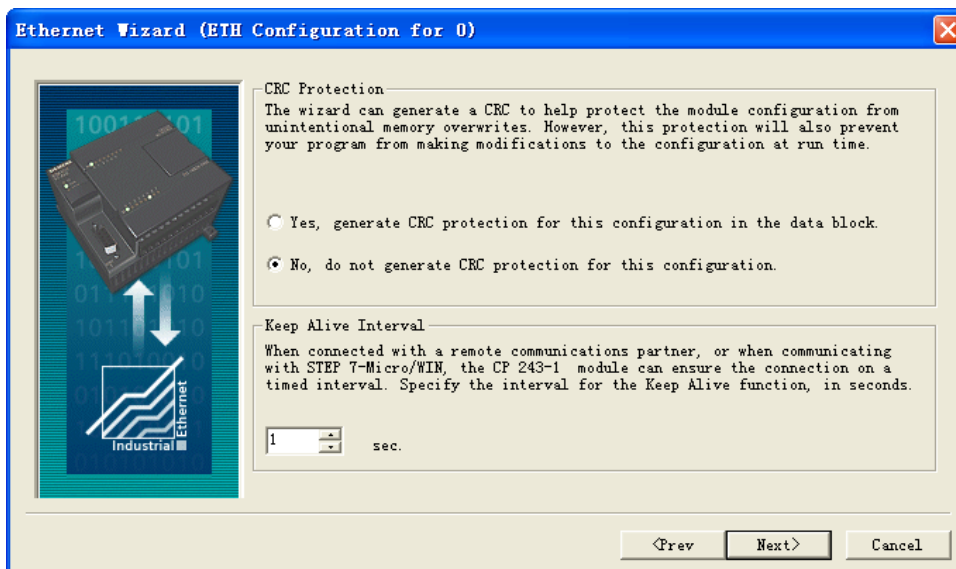 Ethernet Wizard (ETH Configuration for 0)
CRC Protection
The wizard can generate a CRC to help protect the module configuration from
unintentional memory overwrites. However, this protection will also prevent
your program from making modifications to the configuration at run time.
Yes, generate CRC protection for this configuration in the data block.
No, do not generate CRC protection for this configuration.
Keep Alive Interval
When connected with a remote communications partner, or when communicating
with STEP 7-Micro/WIN, the CP 243-1 module can ensure the connection on a
timed interval. Specify the interval for the Keep Alive function, in seconds.
1 sec.
Industrial
Ethernet
<Prev
Next>
Cancel